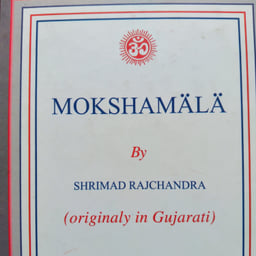 ॐ
MOKSHAMÄLÄ
By
SHRIMAD RAJCHANDRA
(originaly in Gujarati)